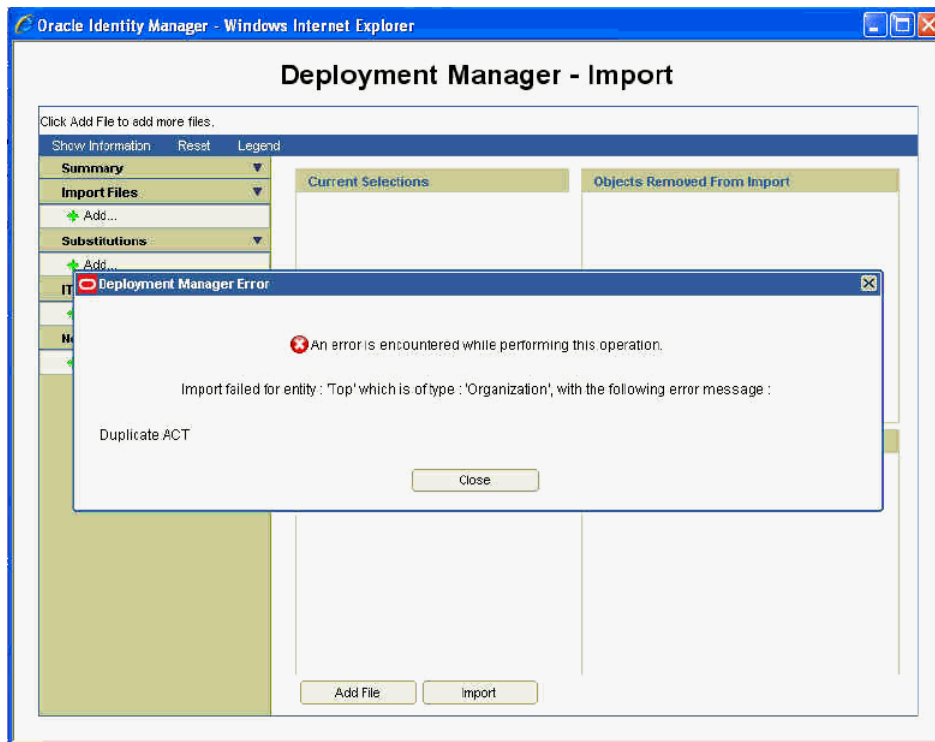 Oracle Identity Manager - Windows Internet Explorer
Deployment Manager - Import
Click Add File to add more files.
Show Information Reset Legend
Summary
Import Files
Add...
Substitutions
Add...
IT
N
Current Selections
Objects Removed From Import
Deployment Manager Error
An error is encountered while performing this operation.
Import failed for entity : 'Top' which is of type : 'Organization', with the following error message :
Duplicate ACT
Close
Add File
Import